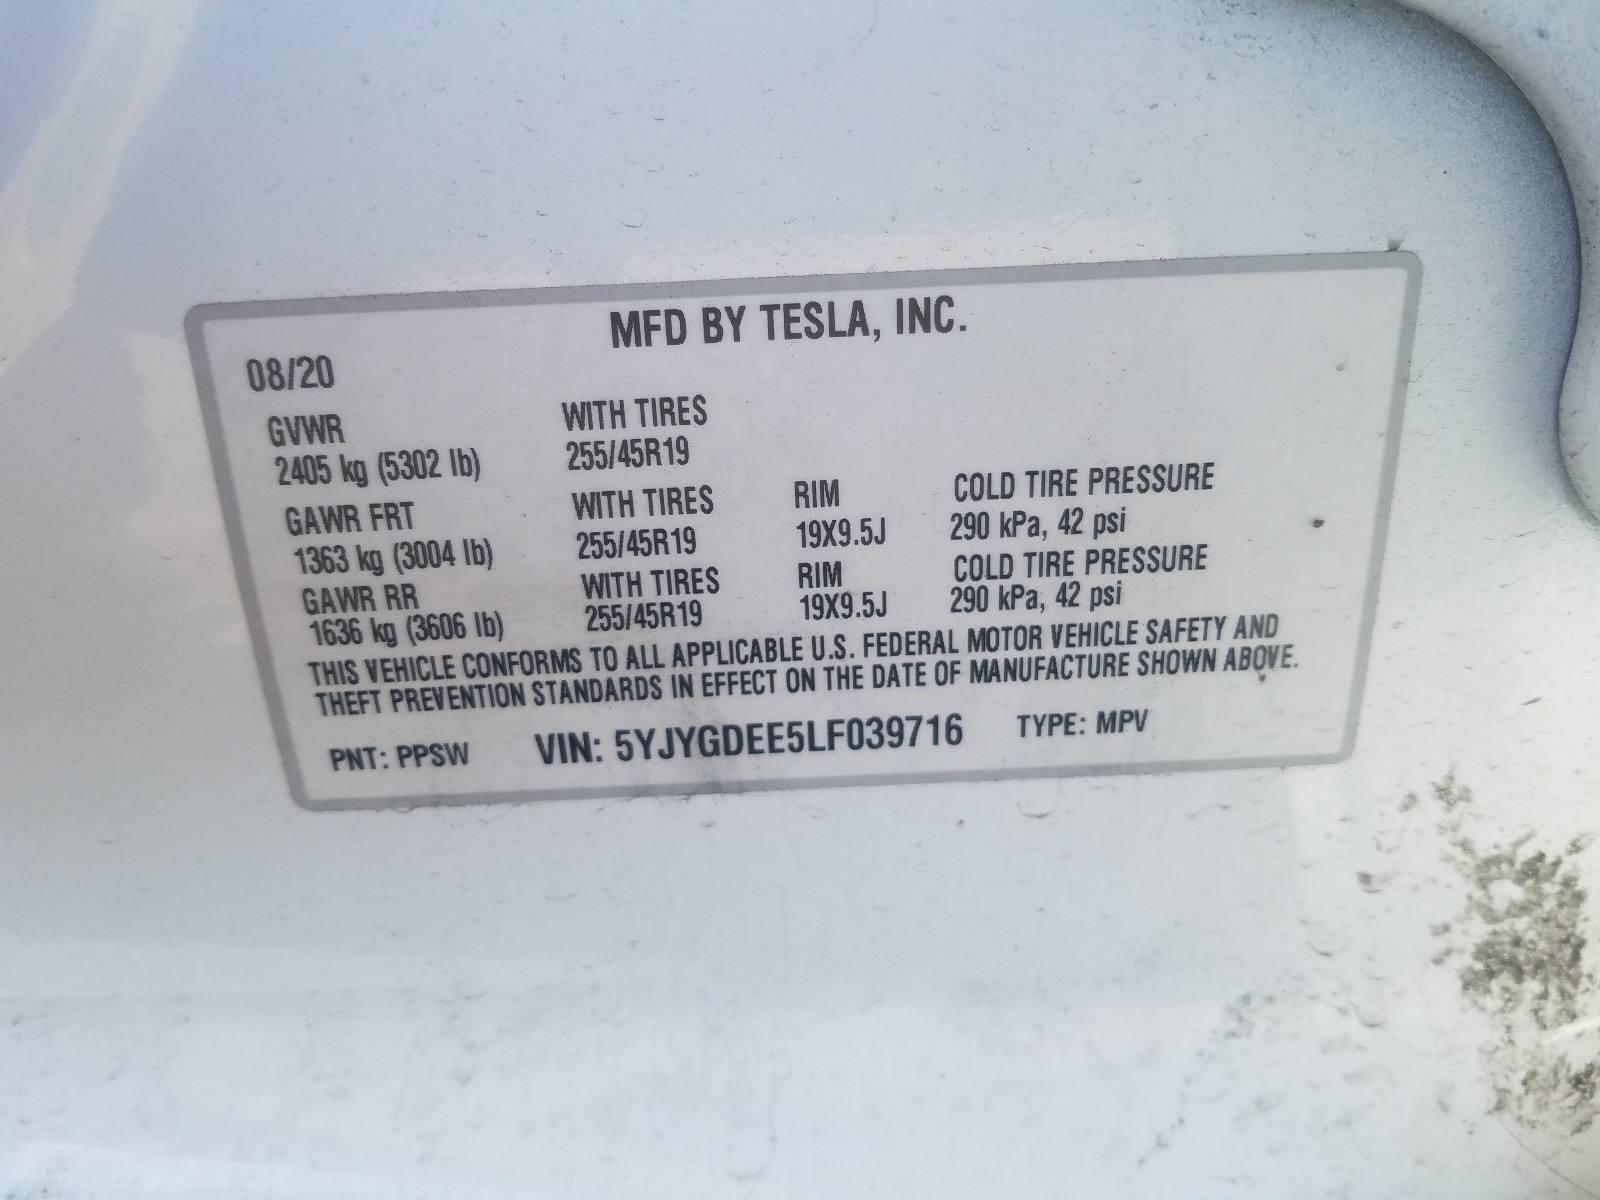 MFD BY TESLA, INC.
08/20
GVWR WITH TIRES
2405 kg (5302 lb) 255/45R19
GAWR FRT WITH TIRES RIM COLD TIRE PRESSURE
1363 kg (3004 lb) 255/45R19 19X9.5J 290 kPa, 42 psi
GAWR RR WITH TIRES RIM COLD TIRE PRESSURE
1636 kg (3606 lb) 255/45R19 19X9.5J 290 kPa, 42 psi
THIS VEHICLE CONFORMS TO ALL APPLICABLE U.S. FEDERAL MOTOR VEHICLE SAFETY AND
THEFT PREVENTION STANDARDS IN EFFECT ON THE DATE OF MANUFACTURE SHOWN ABOVE.
PNT: PPSW VIN: 5YJYGDEE5LF039716 TYPE: MPV